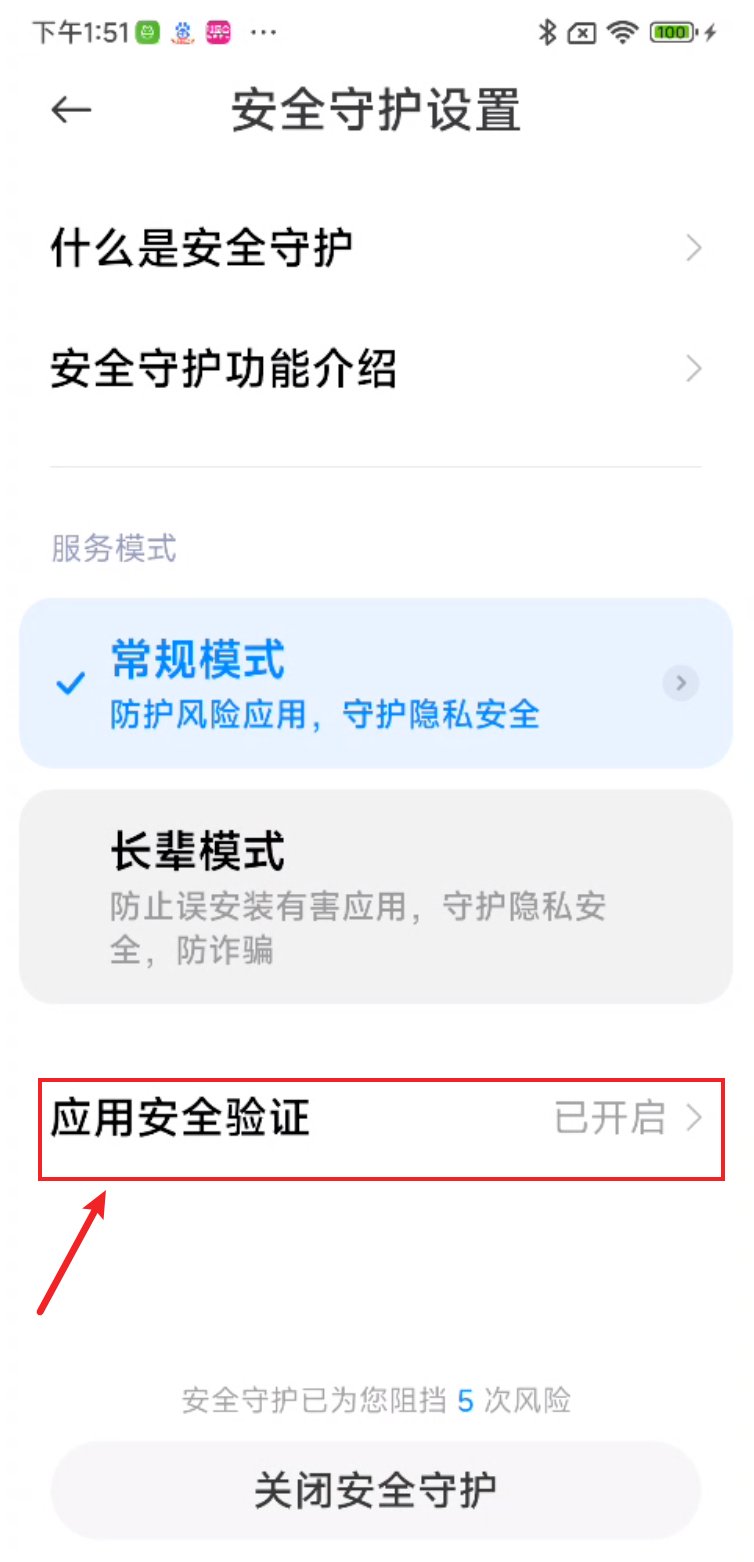 下午1:51
100
安全守护设置
什么是安全守护
安全守护功能介绍
服务模式
常规模式
防护风险应用，守护隐私安全
长辈模式
防止误安装有害应用，守护隐私安
全，防诈骗
应用安全验证 已开启
安全守护已为您阻挡 5 次风险
关闭安全守护